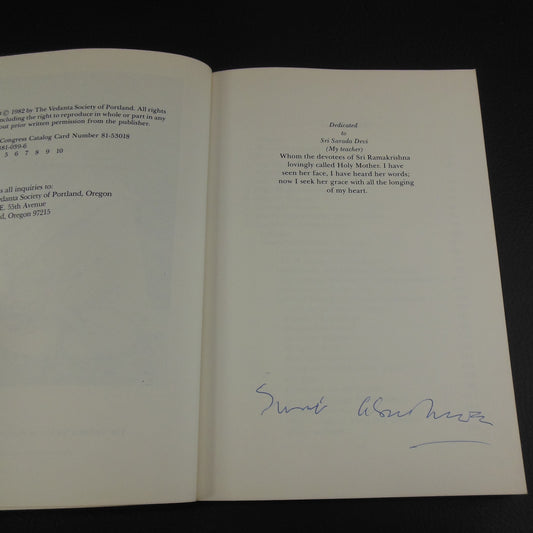 © 1982 by The Vedanta Society of Portland. All rights
including the right to reproduce in whole or part in any
out prior written permission from the publisher.
Congress Catalog Card Number 81-53018
81-059-6
5 6 7 8 9 10
s all inquiries to:
edanta Society of Portland, Oregon
E. 55th Avenue
d, Oregon 97215
Dedicated
to
Sri Sarada Devi
(My teacher)
Whom the devotees of Sri Ramakrishna
lovingly called Holy Mother. I have
seen her face, I have heard her words;
now I seek her grace with all the longing
of my heart.